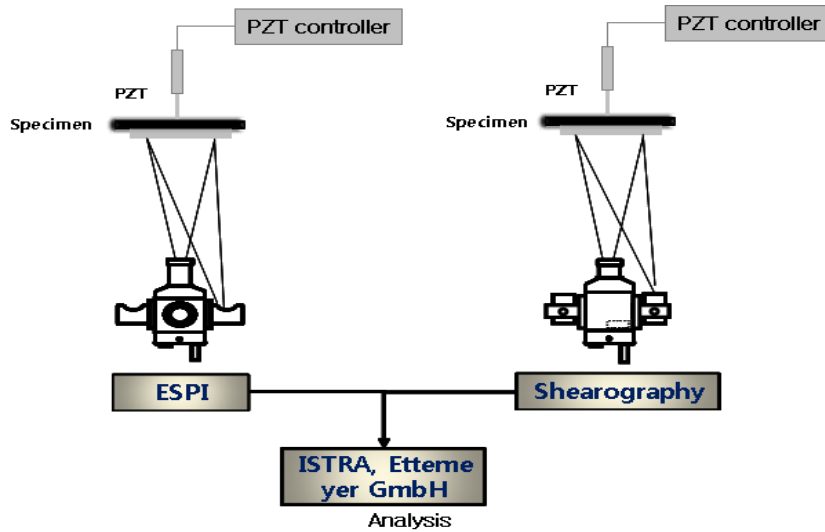 PZT controller
PZT controller
PZT
PZT
Specimen
Specimen
ESPI
Shearography
ISTRA, Etteme
yer GmbH
Analysis